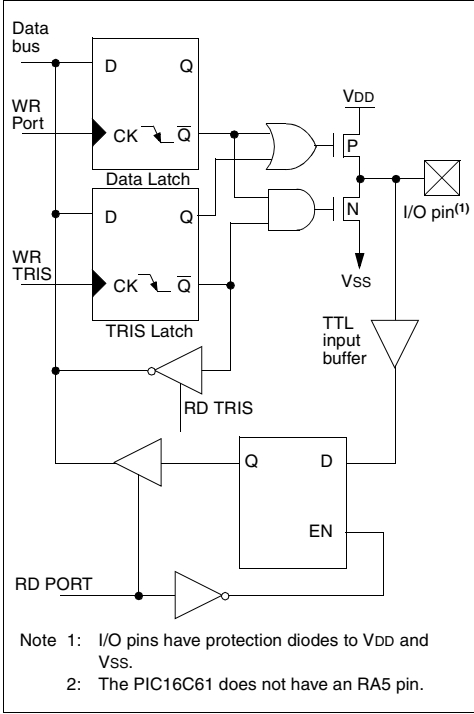 Data
bus
D Q
WR
Port
CK Q
Data Latch
VDD
P
I/O pin(1)
N
VSS
D Q
WR
TRIS
CK Q
TRIS Latch
TTL
input
buffer
RD TRIS
Q D
EN
RD PORT
Note 1: I/O pins have protection diodes to VDD and
VSS.
2: The PIC16C61 does not have an RA5 pin.